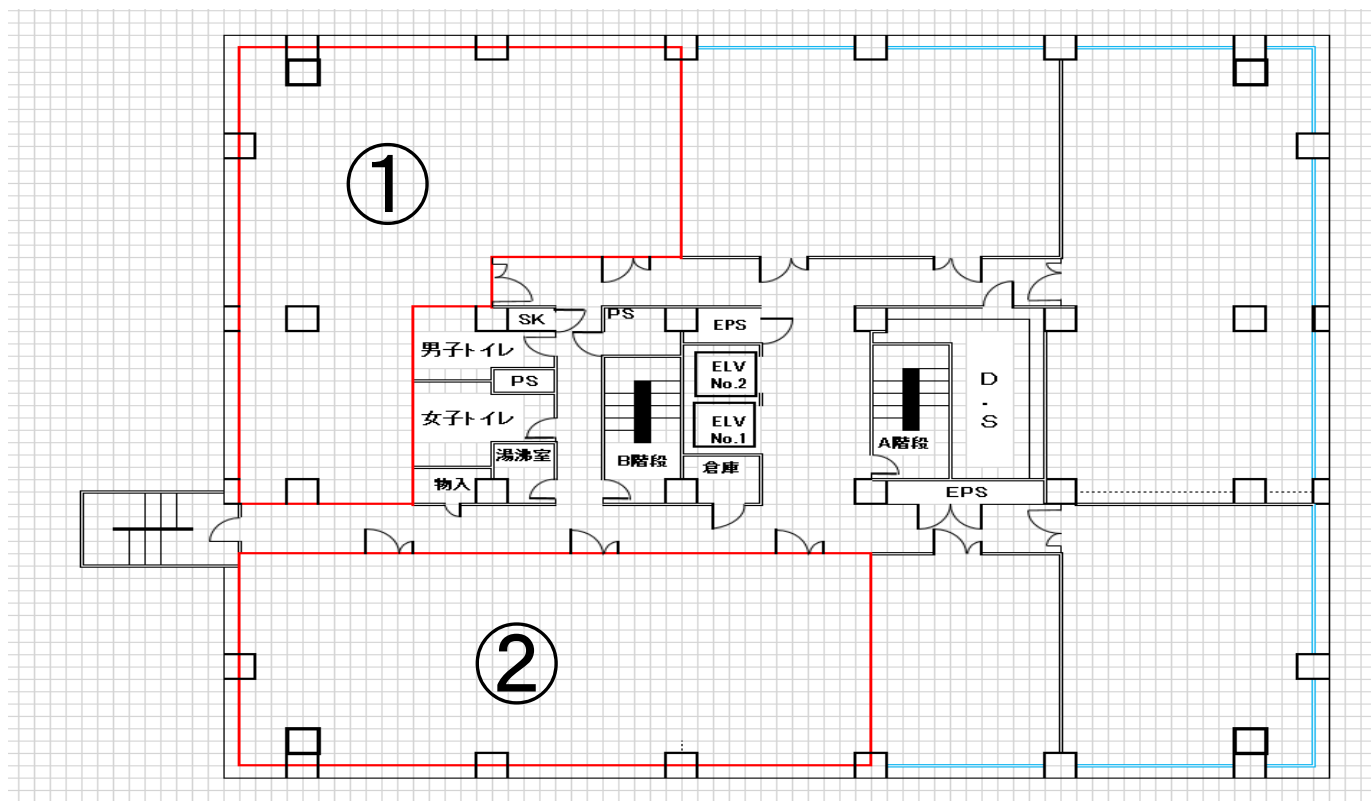 ①
SK
PS
EPS
男子トイレ
ELV
No.2
PS
D.S
女子トイレ
ELV
No.1
A階段
湯沸室
B階段
倉庫
物入
EPS
②